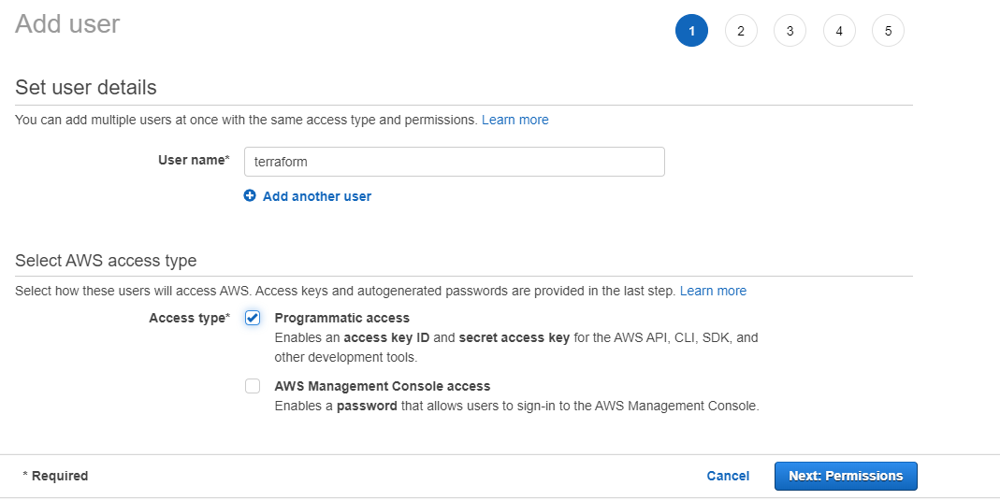 Add user
1 2 3 4 5
Set user details
You can add multiple users at once with the same access type and permissions. Learn more
User name* terraform
Add another user
Select AWS access type
Select how these users will access AWS. Access keys and autogenerated passwords are provided in the last step. Learn more
Access type* Programmatic access
Enables an access key ID and secret access key for the AWS API, CLI, SDK, and
other development tools.
AWS Management Console access
Enables a password that allows users to sign-in to the AWS Management Console.
* Required Cancel Next: Permissions